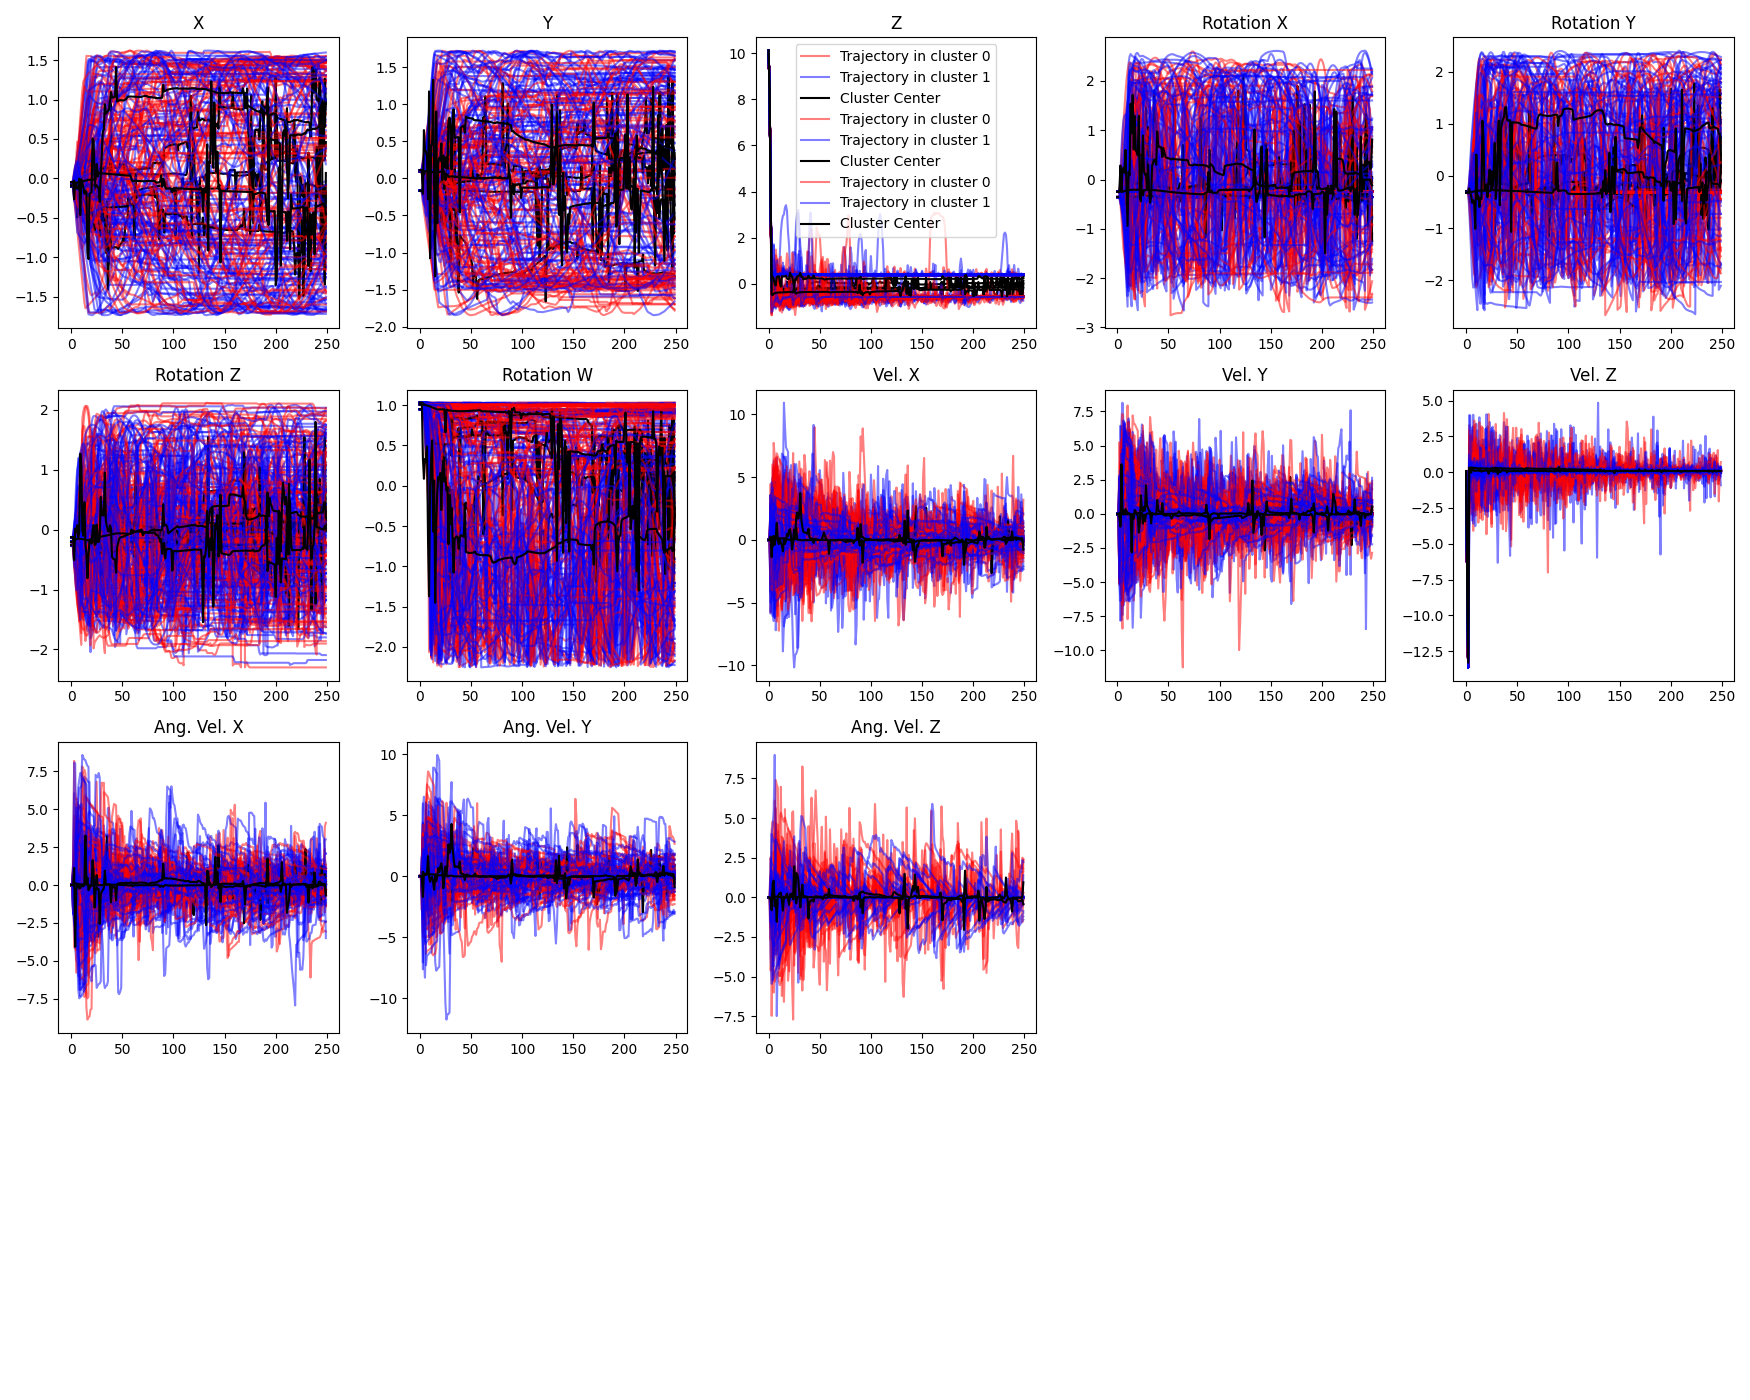 X
Y
Z
Rotation X
Rotation Y
1.5
1.0
0.5
0.0
−0.5
−1.0
−1.5
0 50 100 150 200 250
1.5
1.0
0.5
0.0
−0.5
−1.0
−1.5
−2.0
0 50 100 150 200 250
10
8
6
4
2
0
Trajectory in cluster 0
Trajectory in cluster 1
Cluster Center
Trajectory in cluster 0
Trajectory in cluster 1
Cluster Center
Trajectory in cluster 0
Trajectory in cluster 1
Cluster Center
0 50 100 150 200 250
2
1
0
−1
−2
−3
0 50 100 150 200 250
2
1
0
−1
−2
0 50 100 150 200 250
Rotation Z
Rotation W
Vel. X
Vel. Y
Vel. Z
2
1
0
−1
−2
0 50 100 150 200 250
1.0
0.5
0.0
−0.5
−1.0
−1.5
−2.0
0 50 100 150 200 250
10
5
0
−5
−10
0 50 100 150 200 250
7.5
5.0
2.5
0.0
−2.5
−5.0
−7.5
−10.0
0 50 100 150 200 250
5.0
2.5
0.0
−2.5
−5.0
−7.5
−10.0
−12.5
0 50 100 150 200 250
Ang. Vel. X
Ang. Vel. Y
Ang. Vel. Z
7.5
5.0
2.5
0.0
−2.5
−5.0
−7.5
0 50 100 150 200 250
10
5
0
−5
−10
0 50 100 150 200 250
7.5
5.0
2.5
0.0
−2.5
−5.0
−7.5
0 50 100 150 200 250